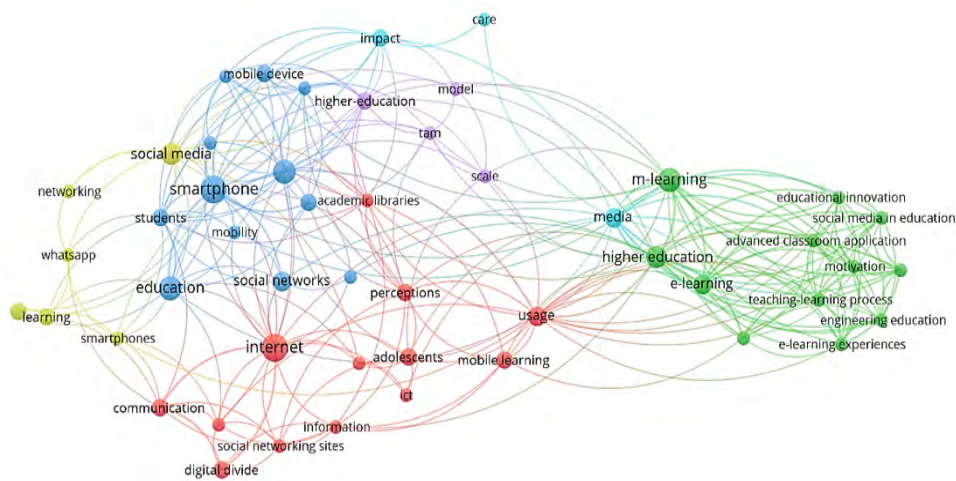 care
impact
mobile device
model
higher-education
tam
social media
scale
m-learning
smartphone
networking
academic libraries
educational innovation
students
media
social media in education
mobility
advanced classroom application
whatsapp
higher education
motivation
education
social networks
e-learning
perceptions
teaching-learning process
learning
usage
engineering education
smartphones
internet
adolescents
mobile learning
e-learning experiences
ict
communication
information
social networking sites
digital divide